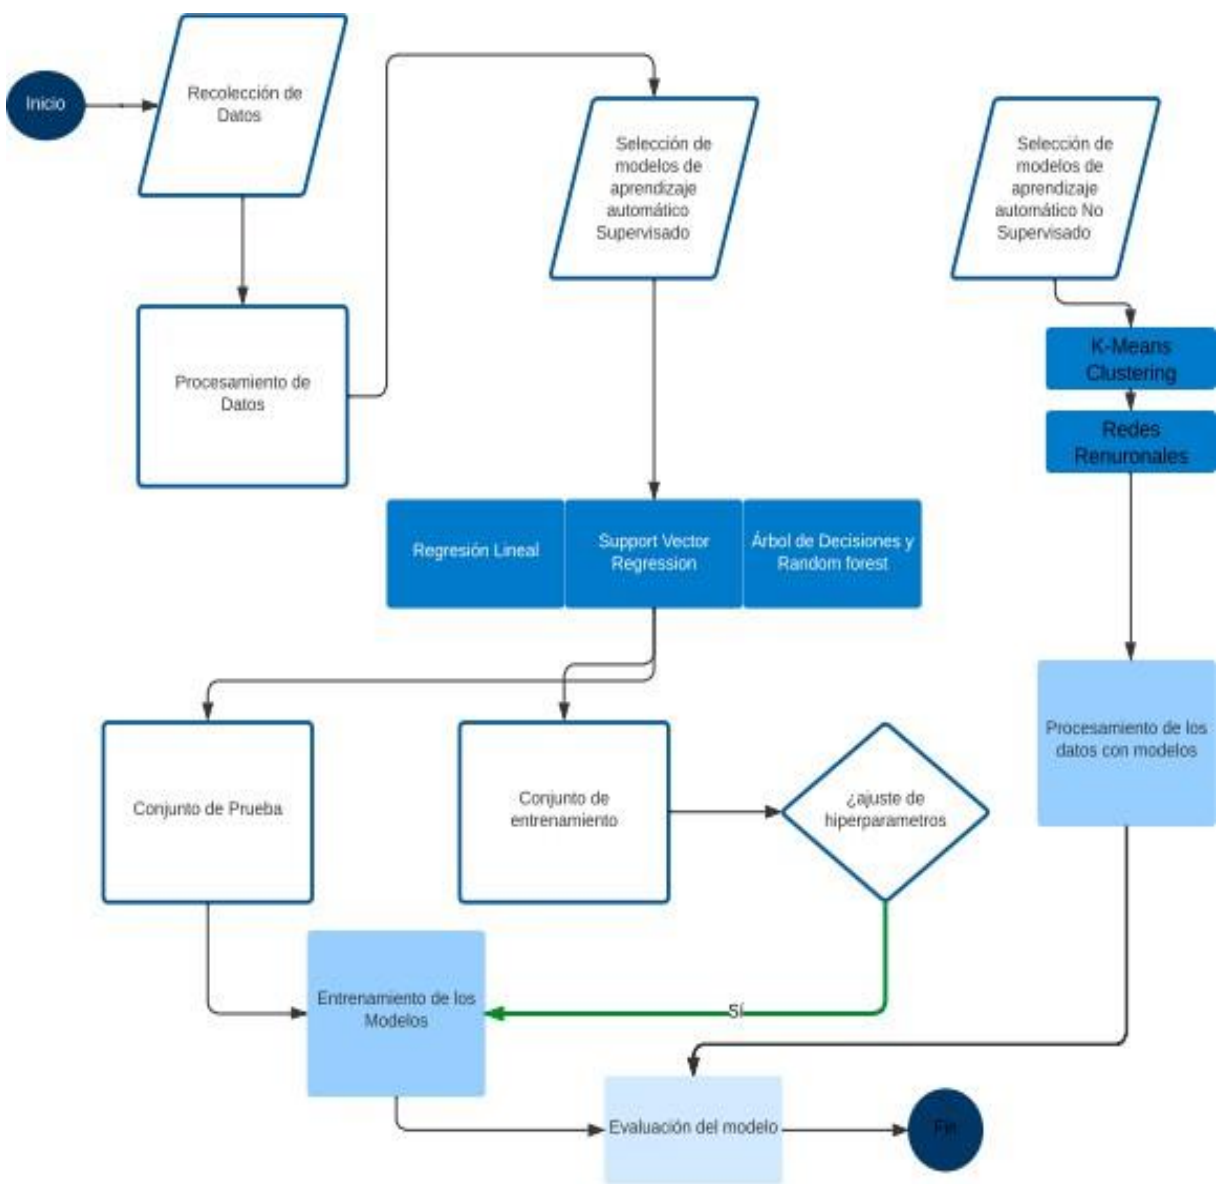 Inicio
Recolección de
Datos
Selección de
modelos de
aprendizaje
automático
Supervisado
Selección de
modelos de
aprendizaje
automático No
Supervisado
Procesamiento de
Datos
K-Means
Clustering
Redes
Renuronales
Regresión Lineal
Support Vector
Regression
Árbol de Decisiones y
Random forest
Procesamiento de los
datos con modelos
Conjunto de Prueba
Conjunto de
entrenamiento
¿ajuste de
hiperparametros
Entrenamiento de los
Modelos
Sí
Evaluación del modelo
Fin